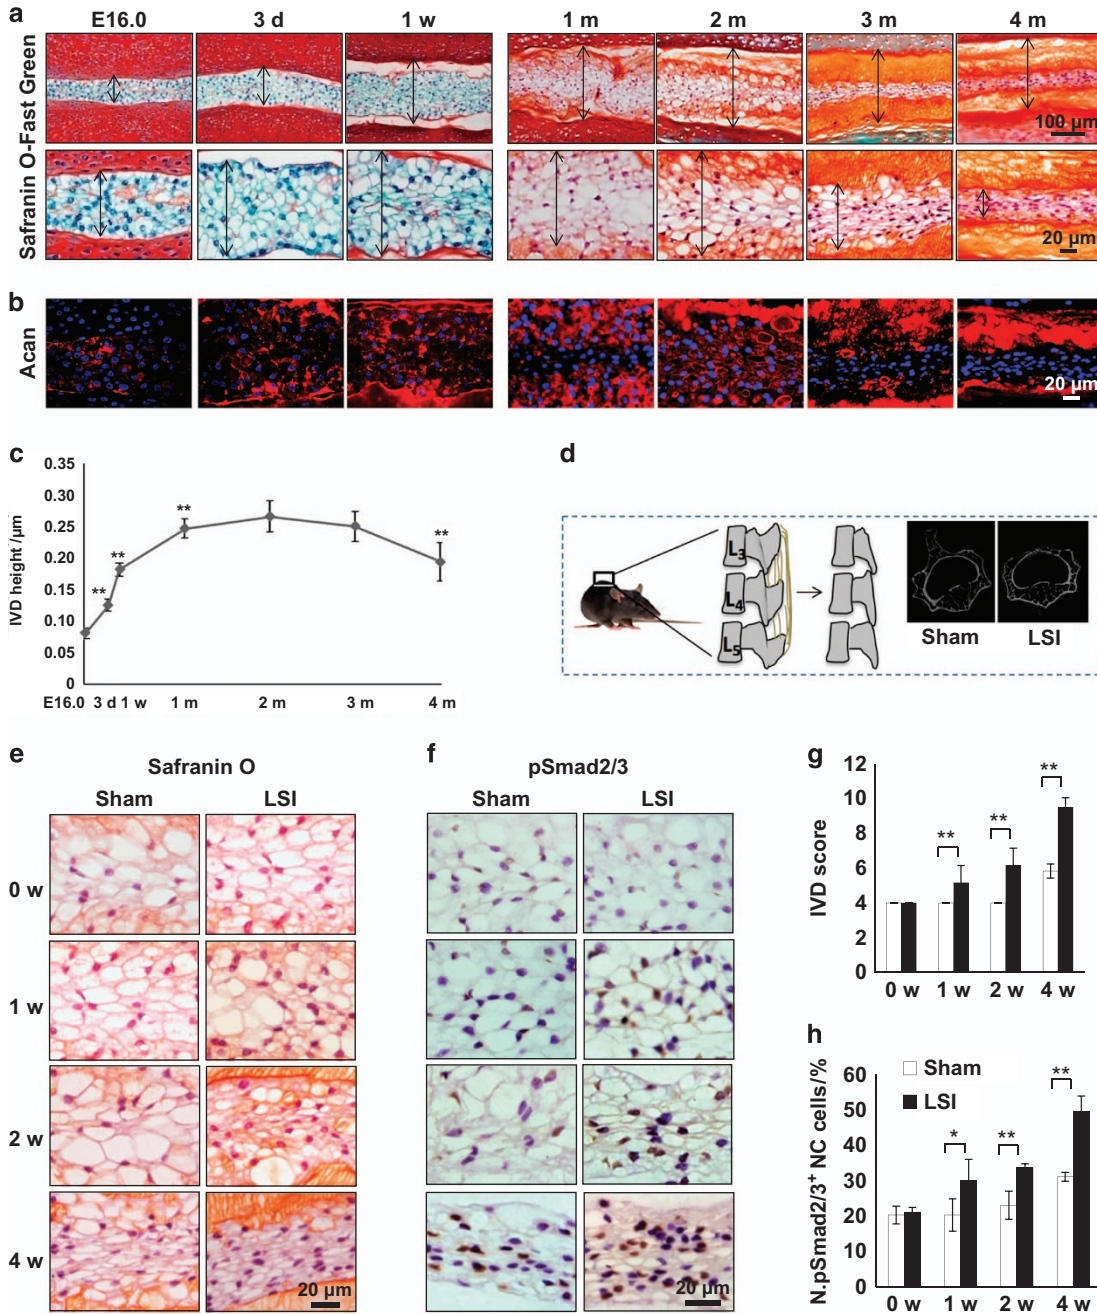 a
E16.0 3 d 1 w 1 m 2 m 3 m 4 m
Safranin O-Fast Green
100 µm
20 µm
b
Acan
20 µm
c
IVD height /µm
0.35
0.30
0.25
0.20
0.15
0.10
0.05
0
** ** ** **
E16.0 3 d 1 w 1 m 2 m 3 m 4 m
d
L3
L4
L5
Sham LSI
e
Safranin O
Sham LSI
0 w
1 w
2 w
4 w
20 µm
f
pSmad2/3
Sham LSI
20 µm
g
IVD score
12
10
8
6
4
2
0
** ** **
0 w 1 w 2 w 4 w
h
N.pSmad2/3+ NC cells/%
60
50
40
30
20
10
0
Sham
LSI
* ** **
0 w 1 w 2 w 4 w